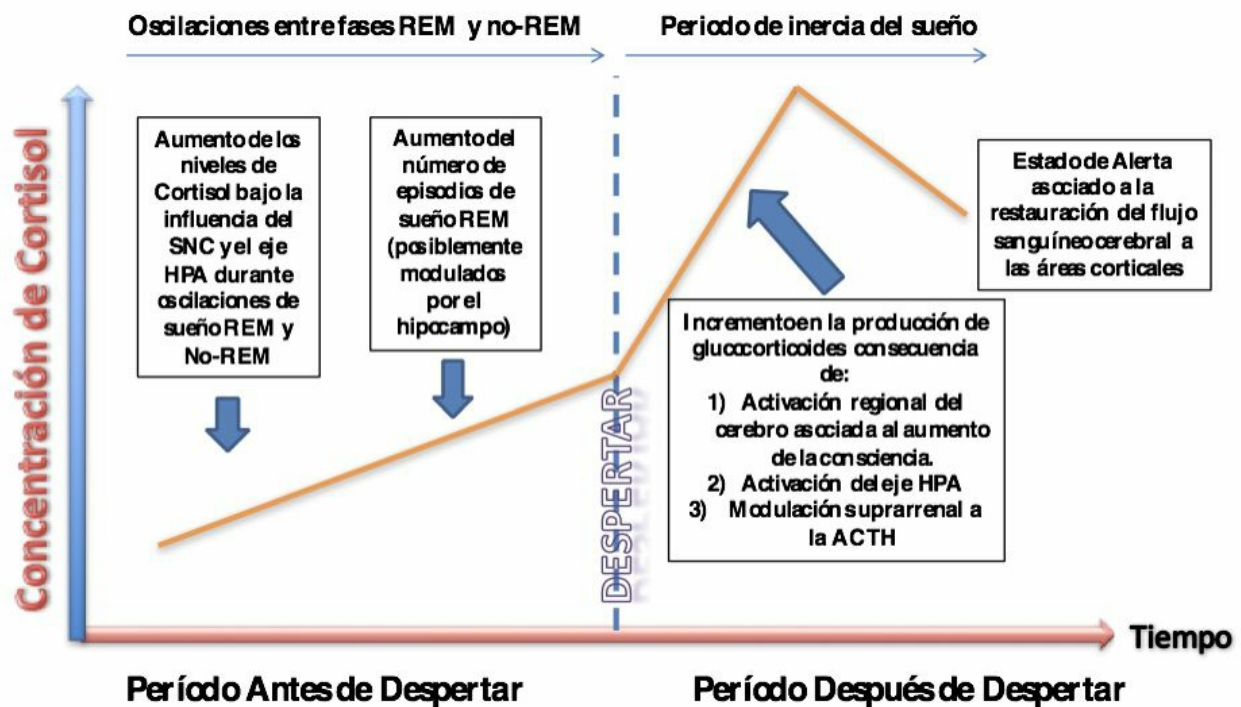 Oscilaciones entre fases REM y no-REM
Periodo de inercia del sueño
Concentración de Cortisol
Aumento de los
niveles de
Cortisol bajo la
influencia del
SNC y el eje
HPA durante
oscilaciones de
sueño REM y
No-REM
Aumento del
número de
episodios de
sueño REM
(posiblemente
modulados
por el
hipocampo)
DESPERTAR
Incremento en la producción de
glucocorticoides consecuencia
de:
1) Activación regional del
cerebro asociada al aumento
de la consciencia.
2) Activación del eje HPA
3) Modulación suprarrenal a
la ACTH
Estado de Alerta
asociado a la
restauración del flujo
sanguíneo cerebral a
las áreas corticales
Tiempo
Período Antes de Despertar
Período Después de Despertar